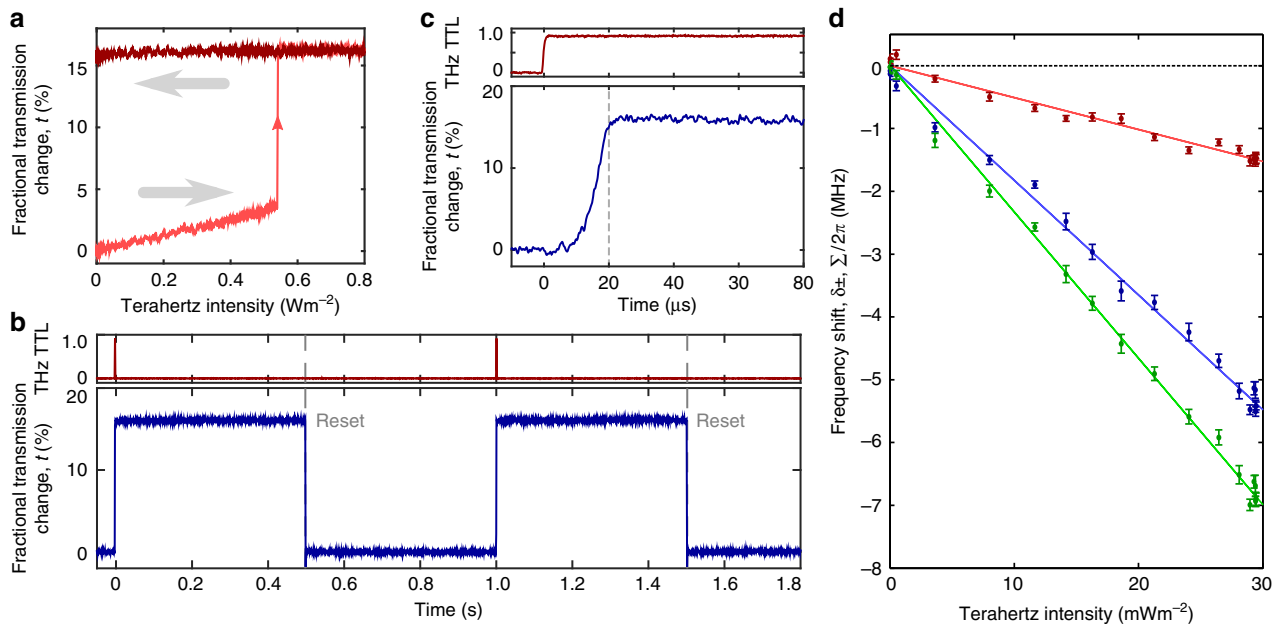 a
Fractional transmission
change, t (%)
15
10
5
0
0
0.2
0.4
0.6
0.8
Terahertz intensity (Wm−2)
b
THz TTL
1.0
0
Fractional transmission
change, t (%)
20
10
0
Reset
Reset
0
0.2
0.4
0.6
0.8
1.0
1.2
1.4
1.6
1.8
Time (s)
c
THz TTL
1.0
0
Fractional transmission
change, t (%)
20
10
0
0
20
40
30
80
Time (μs)
d
Frequency shift, δ±, Σ/2π (MHz)
0
−1
−2
−3
−4
−5
−6
−7
−8
0
10
20
30
Terahertz intensity (mWm−2)